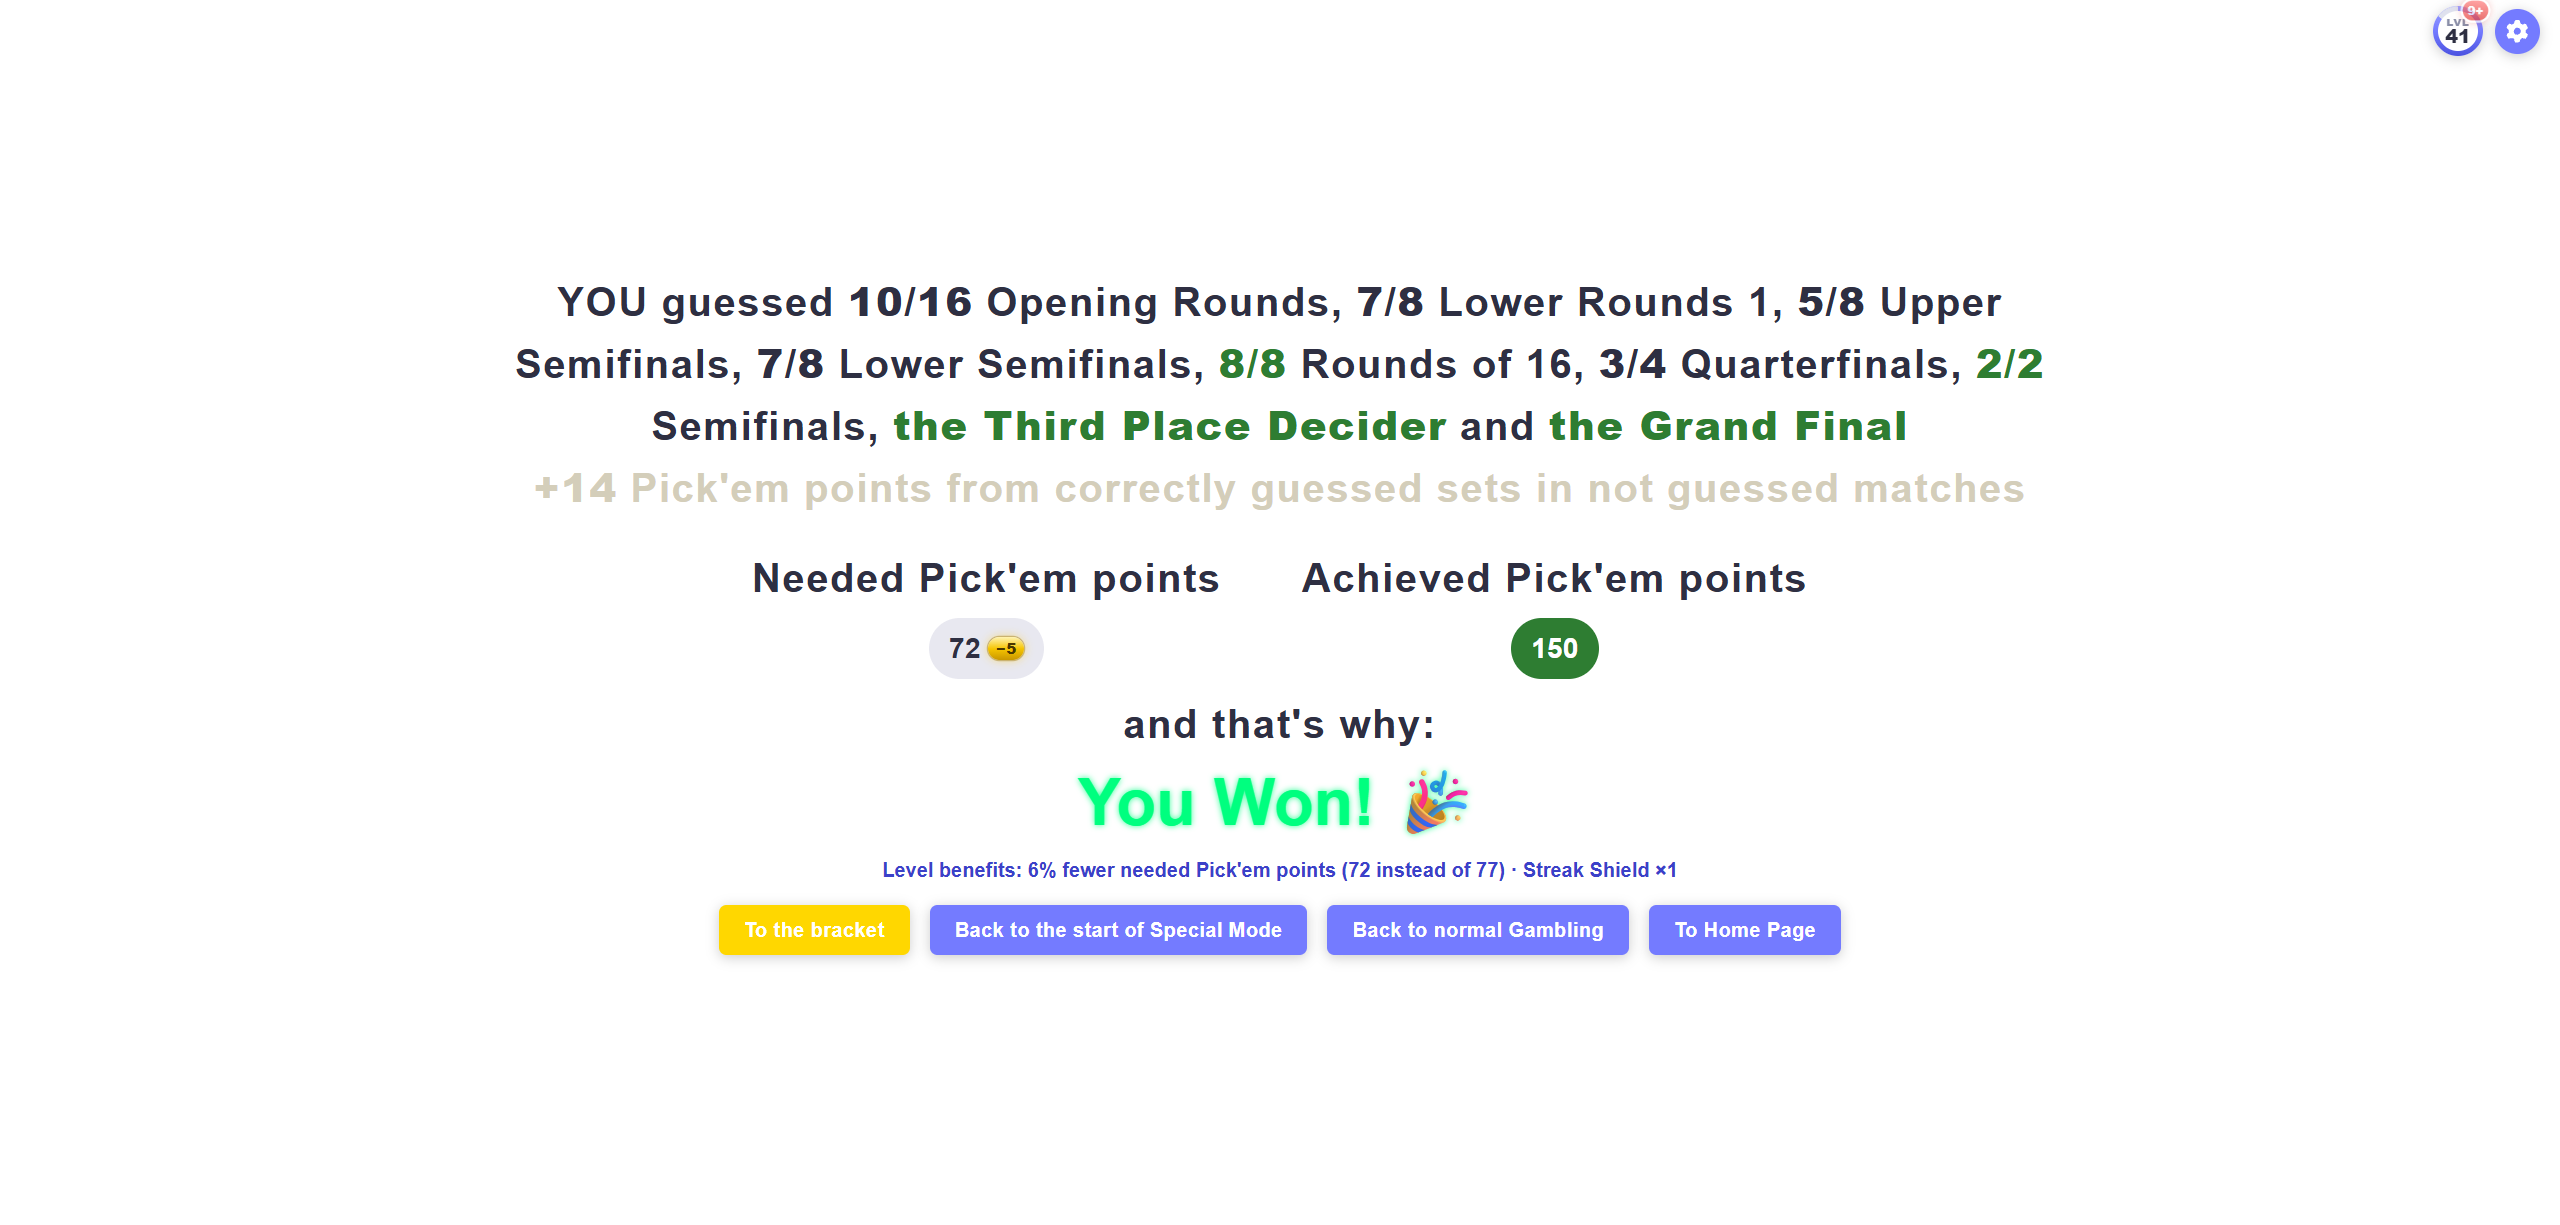 9+
LVL
41
YOU guessed 10/16 Opening Rounds, 7/8 Lower Rounds 1, 5/8 Upper
Semifinals, 7/8 Lower Semifinals, 8/8 Rounds of 16, 3/4 Quarterfinals, 2/2
Semifinals, the Third Place Decider and the Grand Final
+14 Pick'em points from correctly guessed sets in not guessed matches
Needed Pick'em points
Achieved Pick'em points
72 −5
150
and that's why:
You Won! 🎉
Level benefits: 6% fewer needed Pick'em points (72 instead of 77) · Streak Shield ×1
To the bracket
Back to the start of Special Mode
Back to normal Gambling
To Home Page